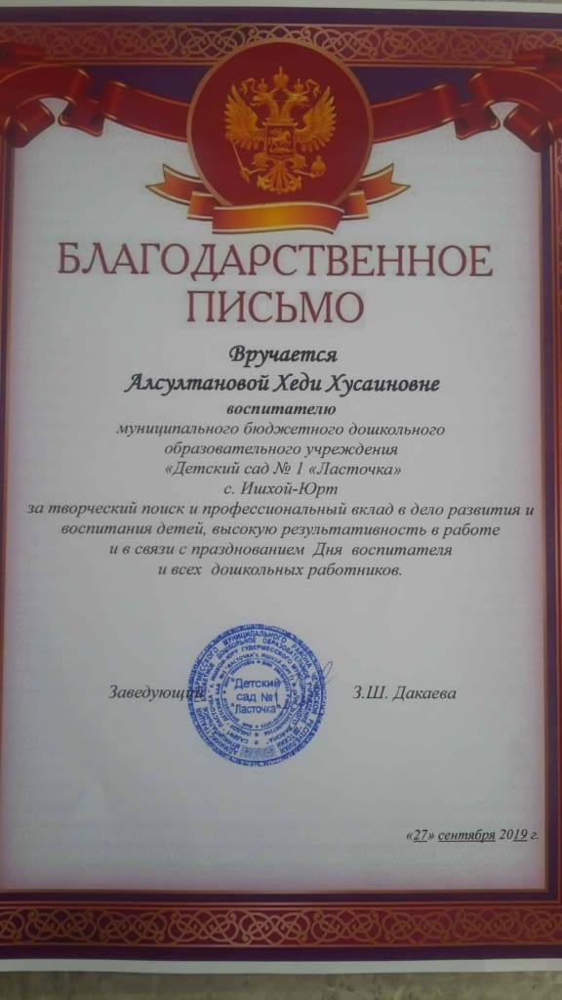 БЛАГОДАРСТВЕННОЕ
ПИСЬМО
Вручается
Алсултановой Хеди Хусаиновне
воспитателю
муниципального бюджетного дошкольного
образовательного учреждения
«Детский сад № 1 «Ласточка»
с. Ишхой-Юрт
за творческий поиск и профессиональный вклад в дело развития и
воспитания детей, высокую результативность в работе
и в связи с празднованием Дня воспитателя
и всех дошкольных работников.
Заведующий
"Детский
сад №1
"Ласточка"
З.Ш. Дакаева
«27» сентября 2019 г.